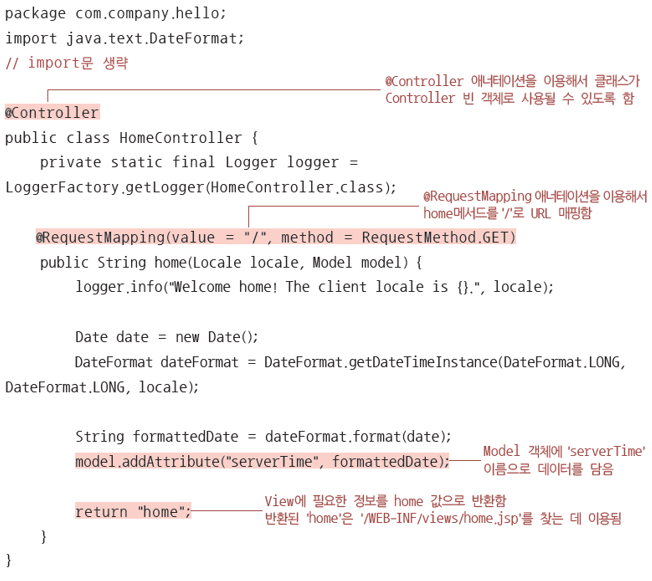 package com.company.hello;
import java.text.DateFormat;
// import문 생략
@Controller 애너테이션을 이용해서 클래스가
Controller 빈 객체로 사용될 수 있도록 함
@Controller
public class HomeController {
private static final Logger logger =
LoggerFactory.getLogger(HomeController.class);
@RequestMapping 애너테이션을 이용해서
home메서드를 '/'로 URL 매핑함
@RequestMapping(value = "/", method = RequestMethod.GET)
public String home(Locale locale, Model model) {
logger.info("Welcome home! The client locale is {}.", locale);
Date date = new Date();
DateFormat dateFormat = DateFormat.getDateTimeInstance(DateFormat.LONG,
DateFormat.LONG, locale);
String formattedDate = dateFormat.format(date);
model.addAttribute("serverTime", formattedDate);
Model 객체에 'serverTime'
이름으로 데이터를 담음
return "home";
View에 필요한 정보를 home 값으로 반환함
반환된 'home'은 '/WEB-INF/views/home.jsp'를 찾는 데 이용됨
}
}